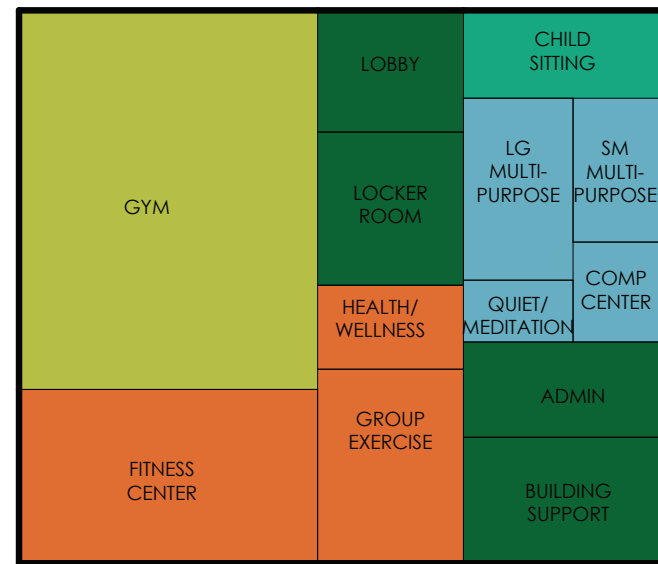 GYM
FITNESS
CENTER
LOBBY
LOCKER
ROOM
HEALTH/
WELLNESS
GROUP
EXERCISE
CHILD
SITTING
LG
MULTI-
PURPOSE
SM
MULTI-
PURPOSE
QUIET/
MEDITATION
COMP
CENTER
ADMIN
BUILDING
SUPPORT